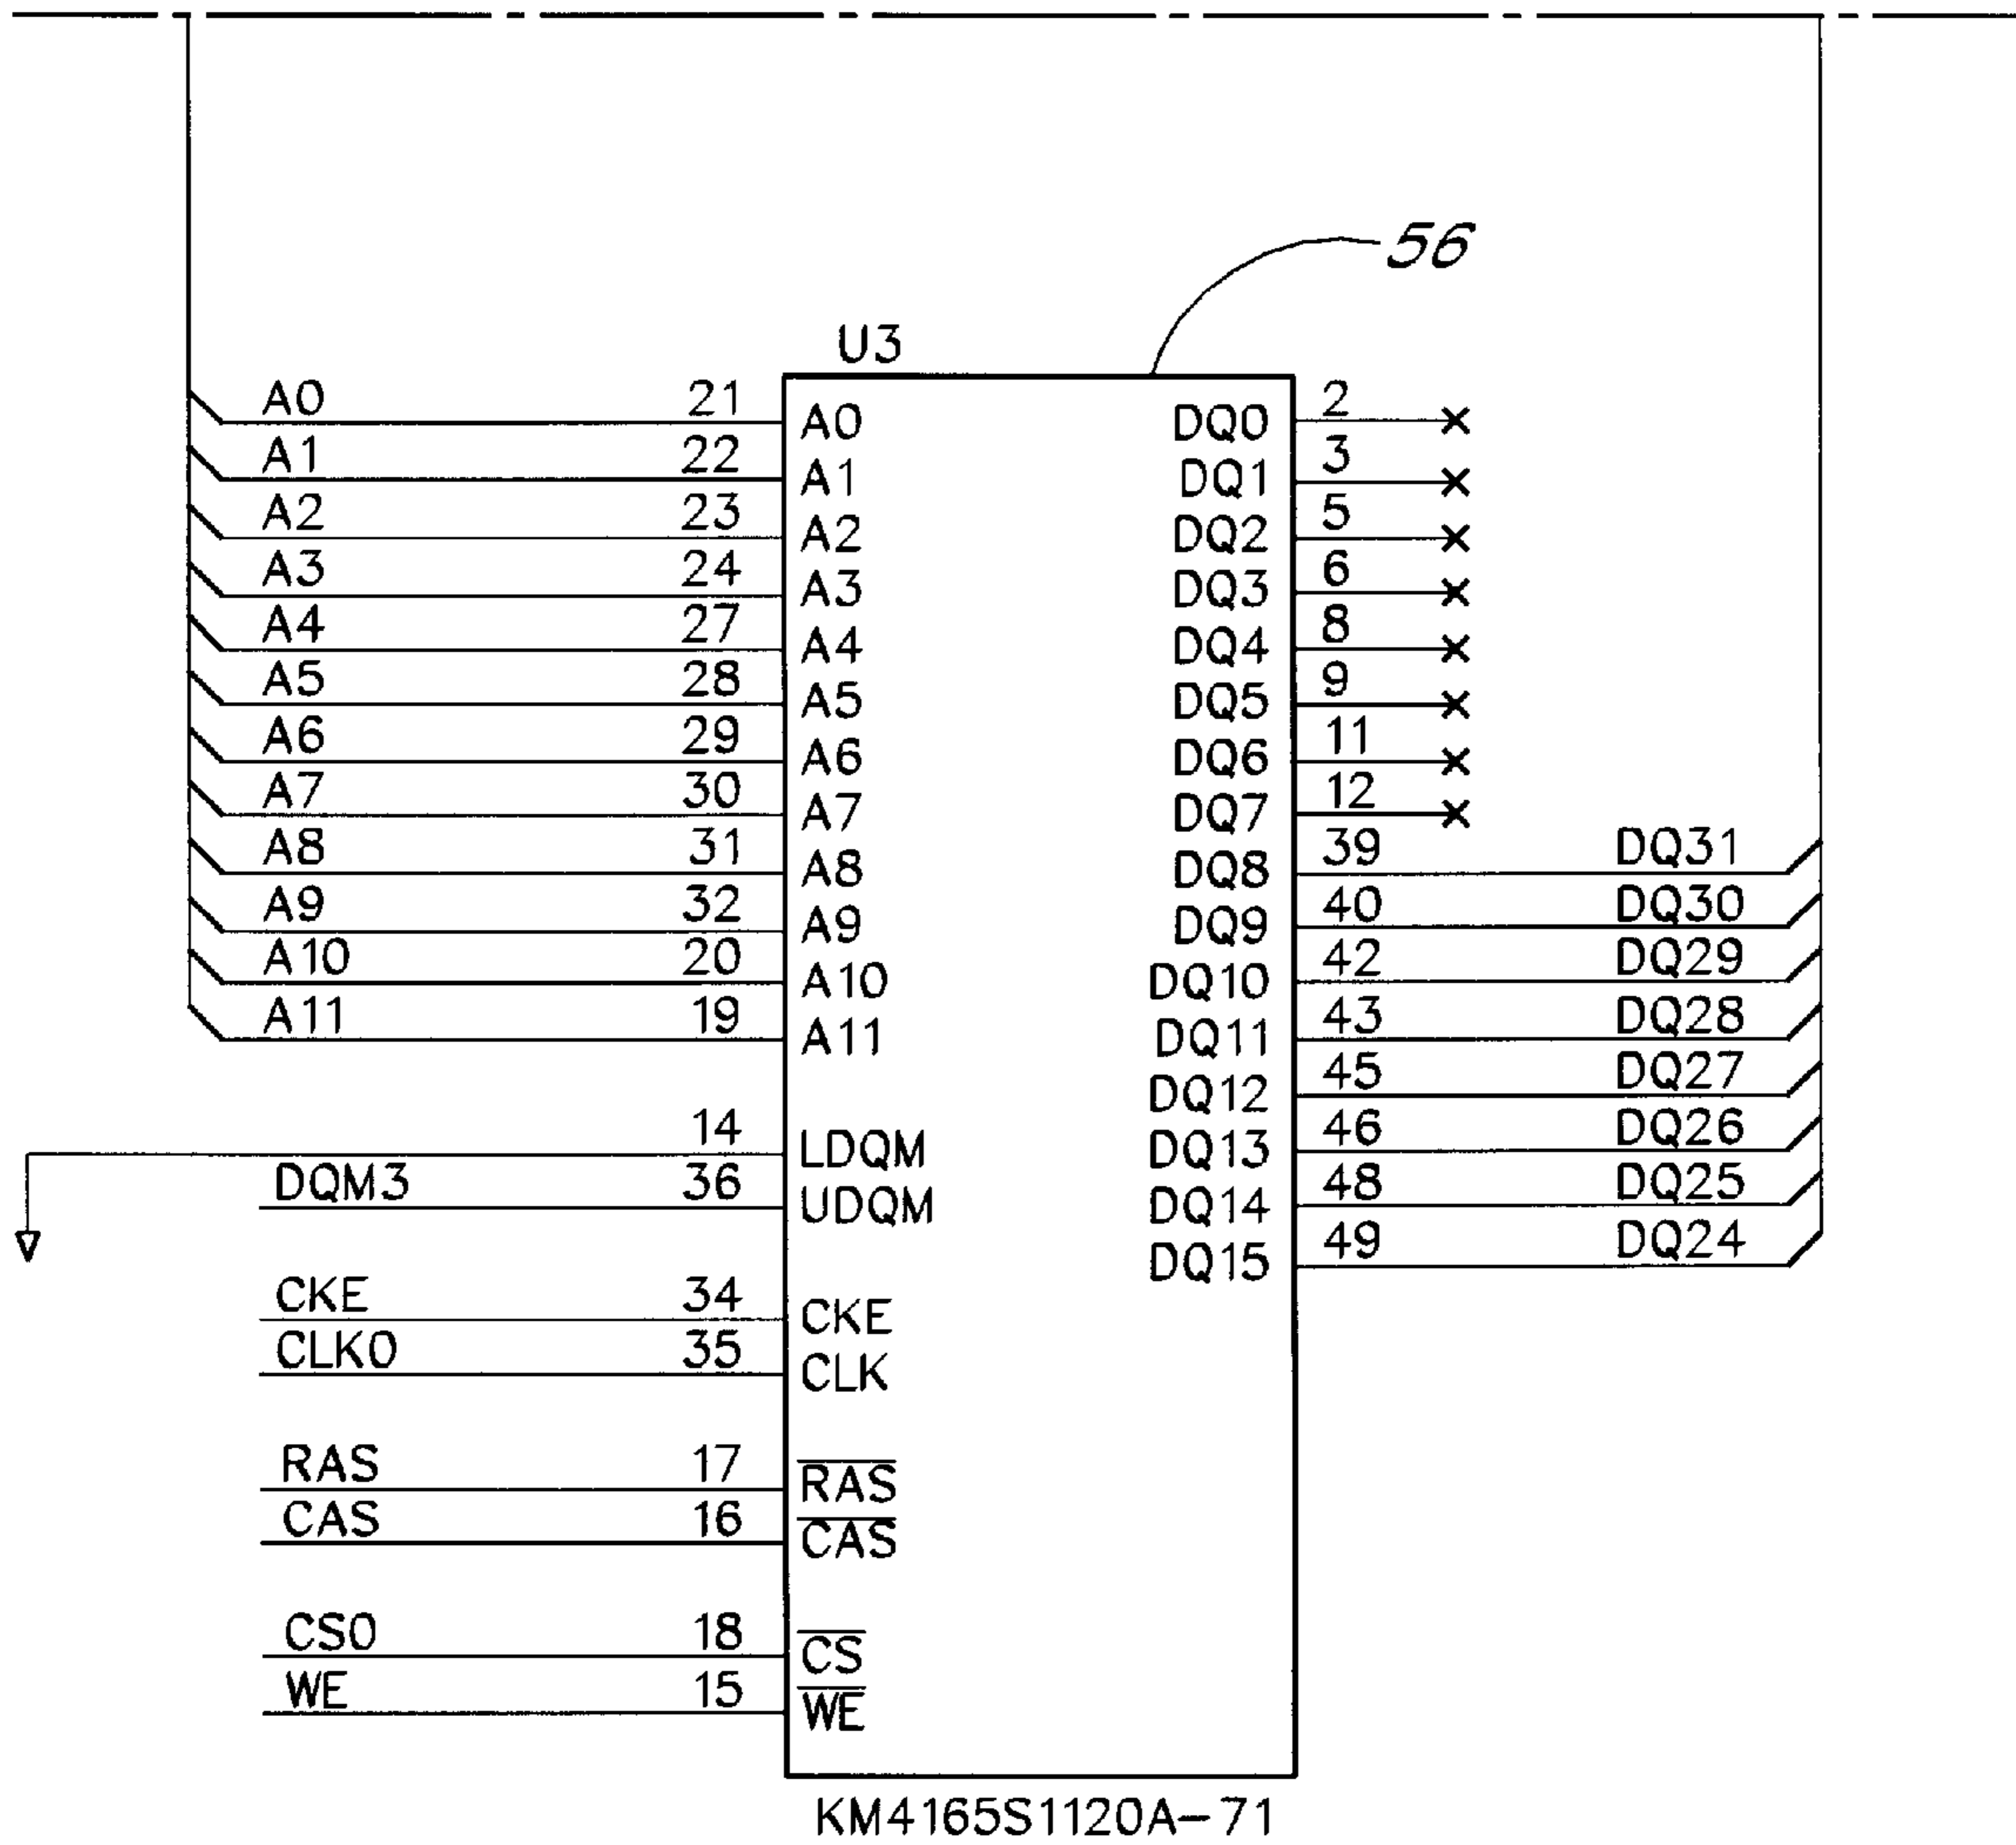 56
U3
A0 21 A0 DQ0 2
A1 22 A1 DQ1 3
A2 23 A2 DQ2 5
A3 24 A3 DQ3 6
A4 27 A4 DQ4 8
A5 28 A5 DQ5 9
A6 29 A6 DQ6 11
A7 30 A7 DQ7 12
A8 31 A8 DQ8 39 DQ31
A9 32 A9 DQ9 40 DQ30
A10 20 A10 DQ10 42 DQ29
A11 19 A11 DQ11 43 DQ28
DQ12 45 DQ27
14 LDQM DQ13 46 DQ26
DQM3 36 UDQM DQ14 48 DQ25
DQ15 49 DQ24
CKE 34 CKE
CLK0 35 CLK
RAS 17 R̅A̅S̅
CAS 16 C̅A̅S̅
CS0 18 C̅S̅
WE 15 W̅E̅
KM4165S1120A-71